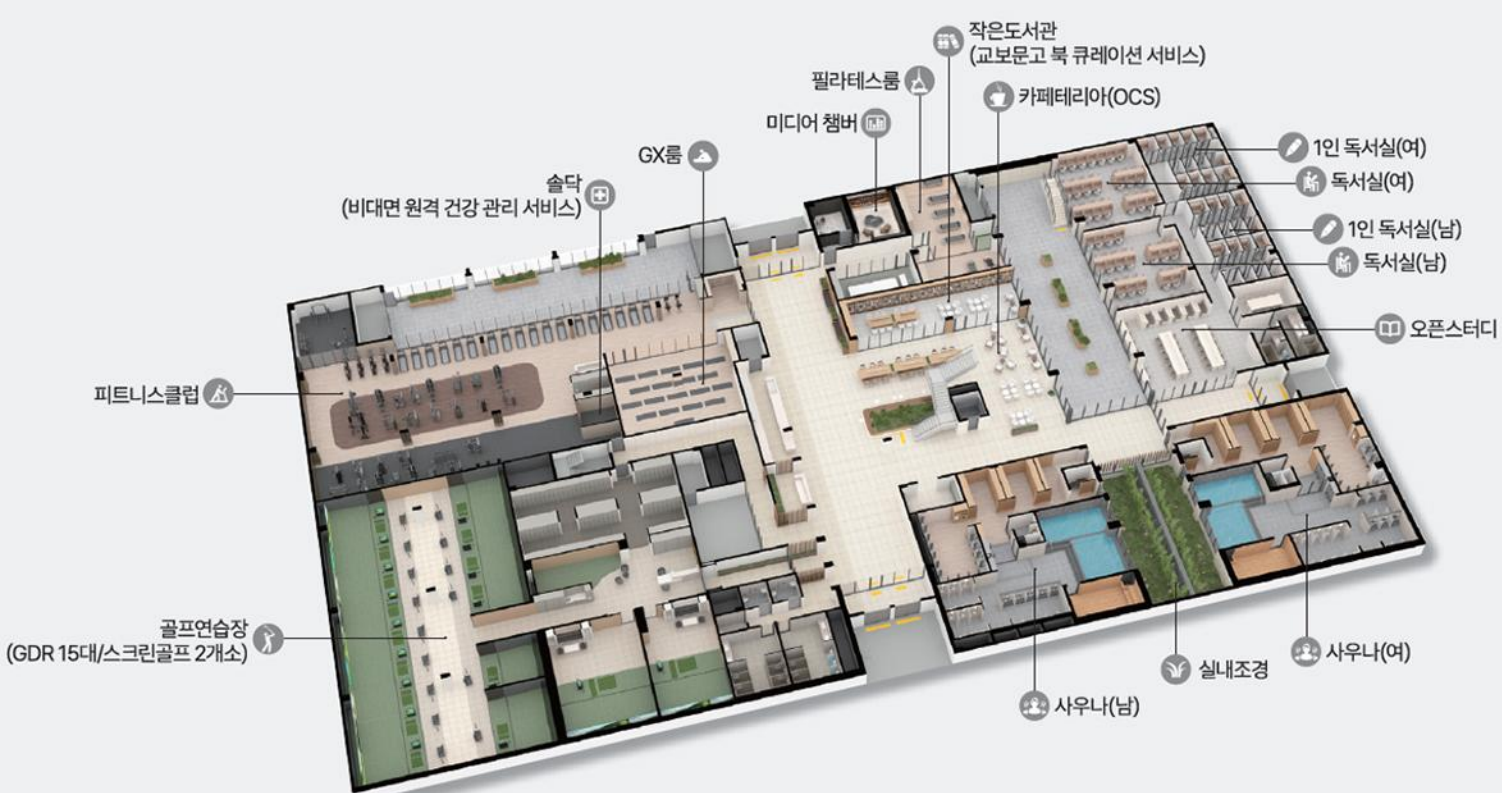 작은도서관
(교보문고 북 큐레이션 서비스)
필라테스룸
카페테리아(OCS)
미디어 챔버
1인 독서실(여)
GX룸
독서실(여)
솔닥
(비대면 원격 건강 관리 서비스)
1인 독서실(남)
독서실(남)
오픈스터디
피트니스클럽
골프연습장
(GDR 15대/스크린골프 2개소)
사우나(여)
실내조경
사우나(남)